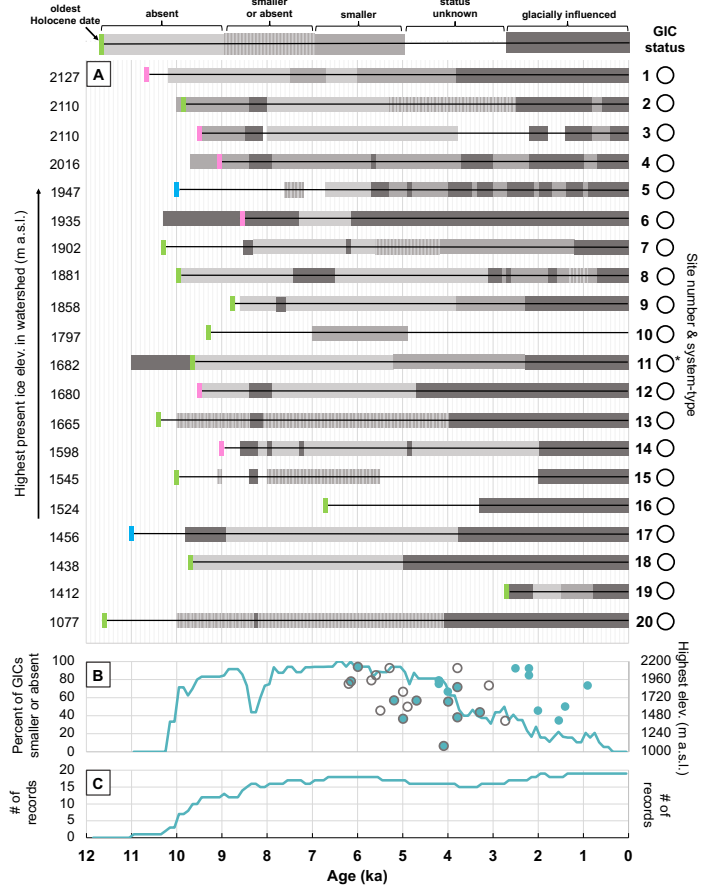 oldest
Holocene date
absent
smaller
or absent
smaller
status
unknown
glacially influenced
GIC
status
A
2127 1
2110 2
2110 3
2016 4
1947 5
1935 6
1902 7
1881 8
1858 9
1797 10
1682 11*
1680 12
1665 13
1598 14
1545 15
1524 16
1456 17
1438 18
1412 19
1077 20
Highest present ice elev. in watershed (m a.s.l.)
Site number & system-type
B
Percent of GICs
smaller or absent
100
80
60
40
20
0
2200
1960
1720
1480
1240
1000
Highest elev. (m a.s.l.)
C
# of
records
20
15
10
5
0
# of
records
12 11 10 9 8 7 6 5 4 3 2 1 0
Age (ka)